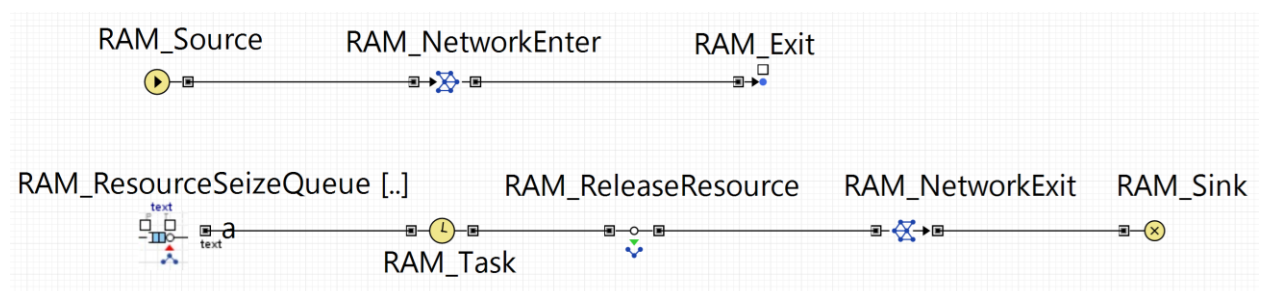 RAM_Source RAM_NetworkEnter RAM_Exit
RAM_ResourceSeizeQueue [..] RAM_ReleaseResource RAM_NetworkExit RAM_Sink
text
a
text
RAM_Task